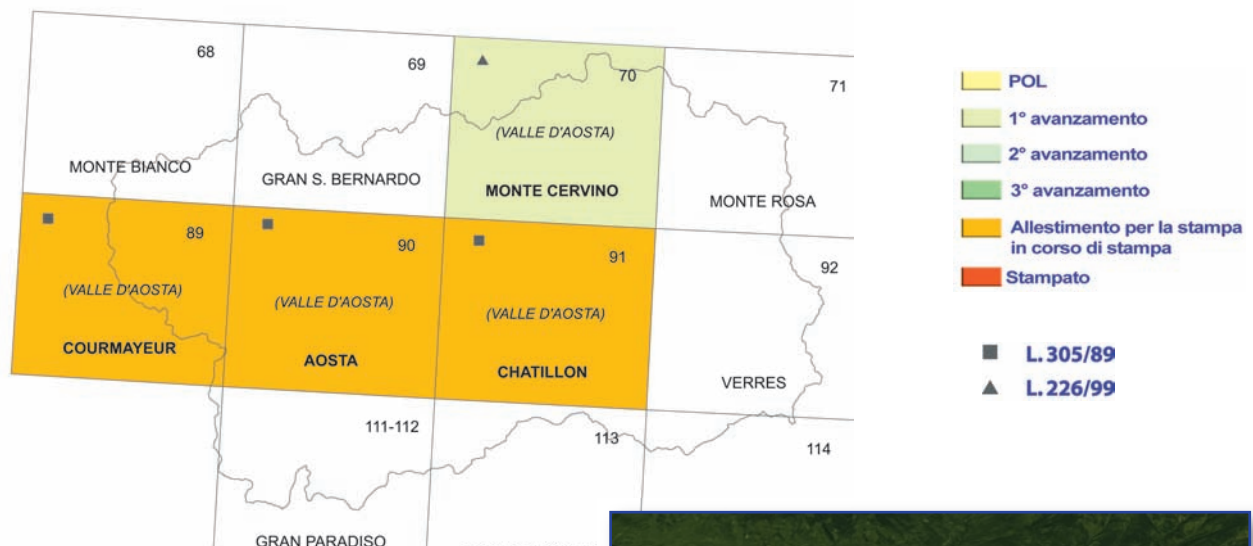 68
69
70
71
(VALLE D'AOSTA)
MONTE BIANCO
GRAN S. BERNARDO
MONTE CERVINO
MONTE ROSA
89
90
91
92
(VALLE D'AOSTA)
(VALLE D'AOSTA)
(VALLE D'AOSTA)
COURMAYEUR
AOSTA
CHATILLON
VERRES
111-112
113
114
GRAN PARADISO
POL
1° avanzamento
2° avanzamento
3° avanzamento
Allestimento per la stampa
in corso di stampa
Stampato
L. 305/89
L. 226/99